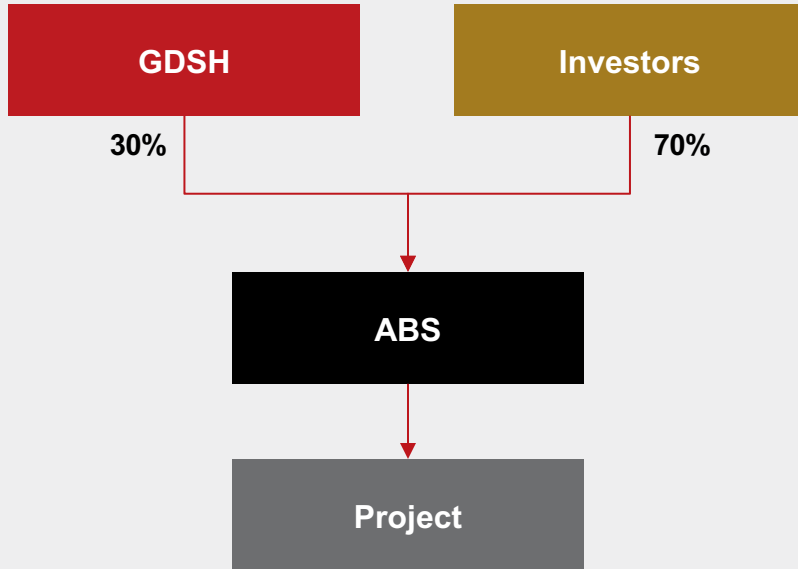 GDSH
Investors
30%
70%
ABS
Project